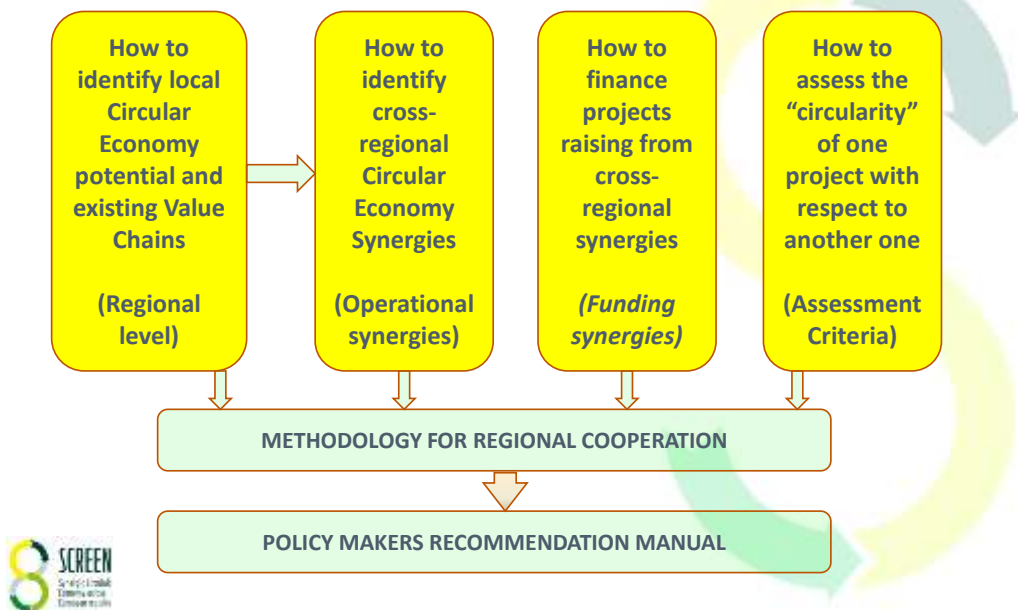 How to
identify local
Circular
Economy
potential and
existing Value
Chains
(Regional
level)
How to
identify
cross-
regional
Circular
Economy
Synergies
(Operational
synergies)
How to
finance
projects
raising from
cross-
regional
synergies
(Funding
synergies)
How to
assess the
“circularity”
of one
project with
respect to
another one
(Assessment
Criteria)
METHODOLOGY FOR REGIONAL COOPERATION
POLICY MAKERS RECOMMENDATION MANUAL
SCREEN